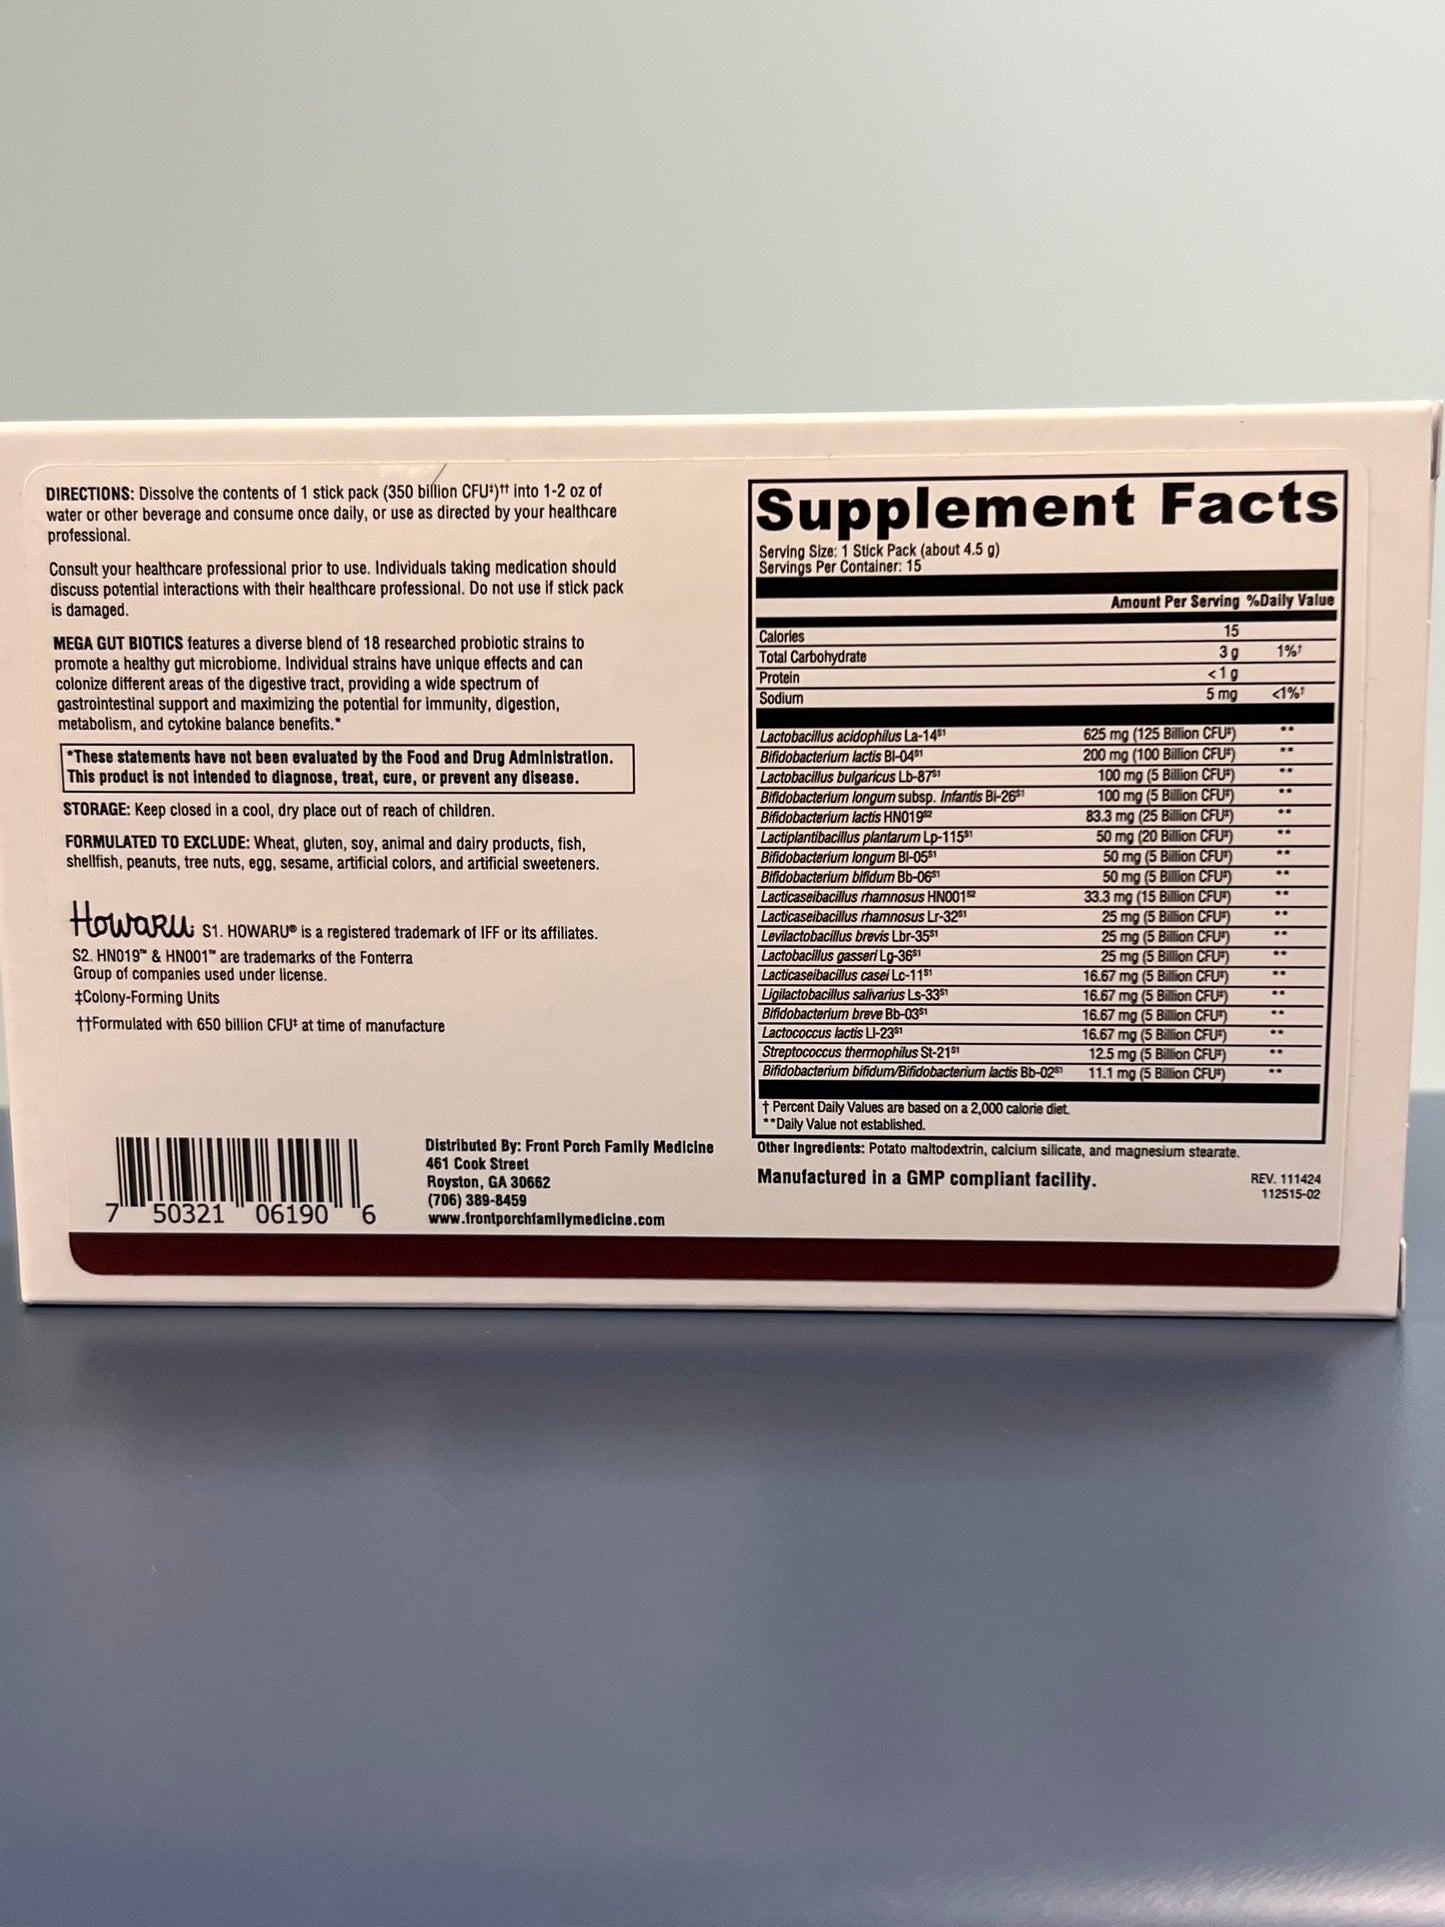 DIRECTIONS: Dissolve the contents of 1 stick pack (350 billion CFU‡)†† into 1-2 oz of
water or other beverage and consume once daily, or use as directed by your healthcare
professional.
Consult your healthcare professional prior to use. Individuals taking medication should
discuss potential interactions with their healthcare professional. Do not use if stick pack
is damaged.
MEGA GUT BIOTICS features a diverse blend of 18 researched probiotic strains to
promote a healthy gut microbiome. Individual strains have unique effects and can
colonize different areas of the digestive tract, providing a wide spectrum of
gastrointestinal support and maximizing the potential for immunity, digestion,
metabolism, and cytokine balance benefits.*
*These statements have not been evaluated by the Food and Drug Administration.
This product is not intended to diagnose, treat, cure, or prevent any disease.
STORAGE: Keep closed in a cool, dry place out of reach of children.
FORMULATED TO EXCLUDE: Wheat, gluten, soy, animal and dairy products, fish,
shellfish, peanuts, tree nuts, egg, sesame, artificial colors, and artificial sweeteners.
Howaru S1. HOWARU® is a registered trademark of IFF or its affiliates.
S2. HN019™ & HN001™ are trademarks of the Fonterra
Group of companies used under license.
‡Colony-Forming Units
††Formulated with 650 billion CFU‡ at time of manufacture
7 50321 06190 6
Distributed By: Front Porch Family Medicine
461 Cook Street
Royston, GA 30662
(706) 389-8459
www.frontporchfamilymedicine.com
Supplement Facts
Serving Size: 1 Stick Pack (about 4.5 g)
Servings Per Container: 15
Amount Per Serving %Daily Value
Calories 15
Total Carbohydrate 3 g 1%†
Protein <1 g
Sodium 5 mg <1%†
Lactobacillus acidophilus La-14S1 625 mg (125 Billion CFU‡) **
Bifidobacterium lactis Bl-04S1 200 mg (100 Billion CFU‡) **
Lactobacillus bulgaricus Lb-87S1 100 mg (5 Billion CFU‡) **
Bifidobacterium longum subsp. Infantis Bi-26S1 100 mg (5 Billion CFU‡) **
Bifidobacterium lactis HN019S2 83.3 mg (25 Billion CFU‡) **
Lactiplantibacillus plantarum Lp-115S1 50 mg (20 Billion CFU‡) **
Bifidobacterium longum Bl-05S1 50 mg (5 Billion CFU‡) **
Bifidobacterium bifidum Bb-06S1 50 mg (5 Billion CFU‡) **
Lacticaseibacillus rhamnosus HN001S2 33.3 mg (15 Billion CFU‡) **
Lacticaseibacillus rhamnosus Lr-32S1 25 mg (5 Billion CFU‡) **
Levilactobacillus brevis Lbr-35S1 25 mg (5 Billion CFU‡) **
Lactobacillus gasseri Lg-36S1 25 mg (5 Billion CFU‡) **
Lacticaseibacillus casei Lc-11S1 16.67 mg (5 Billion CFU‡) **
Ligilactobacillus salivarius Ls-33S1 16.67 mg (5 Billion CFU‡) **
Bifidobacterium breve Bb-03S1 16.67 mg (5 Billion CFU‡) **
Lactococcus lactis Ll-23S1 16.67 mg (5 Billion CFU‡) **
Streptococcus thermophilus St-21S1 12.5 mg (5 Billion CFU‡) **
Bifidobacterium bifidum/Bifidobacterium lactis Bb-02S1 11.1 mg (5 Billion CFU‡) **
† Percent Daily Values are based on a 2,000 calorie diet.
**Daily Value not established.
Other Ingredients: Potato maltodextrin, calcium silicate, and magnesium stearate.
Manufactured in a GMP compliant facility.
REV. 111424
112515-02